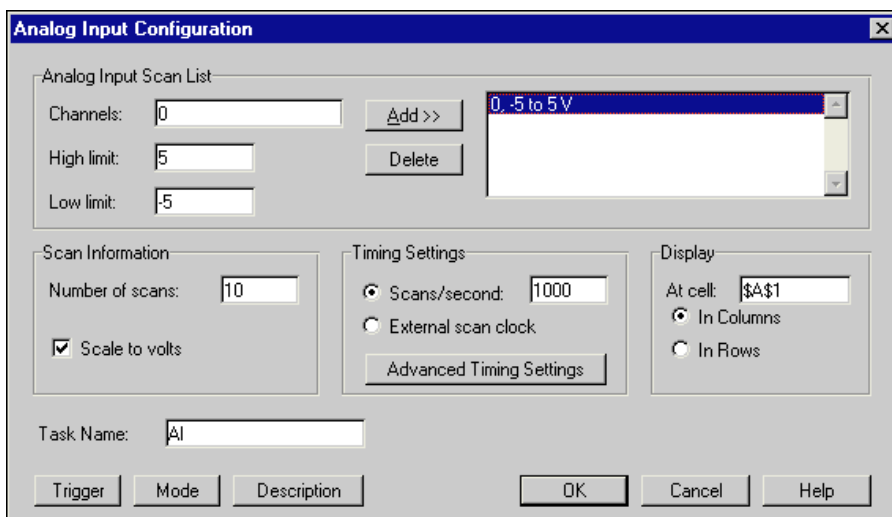 Analog Input Configuration
Analog Input Scan List
Channels: 0 Add >> 0, -5 to 5 V
High limit: 5 Delete
Low limit: -5
Scan Information Timing Settings Display
Number of scans: 10 Scans/second: 1000 At cell: $A$1
In Columns
External scan clock
Scale to volts In Rows
Advanced Timing Settings
Task Name: AI
Trigger Mode Description OK Cancel Help